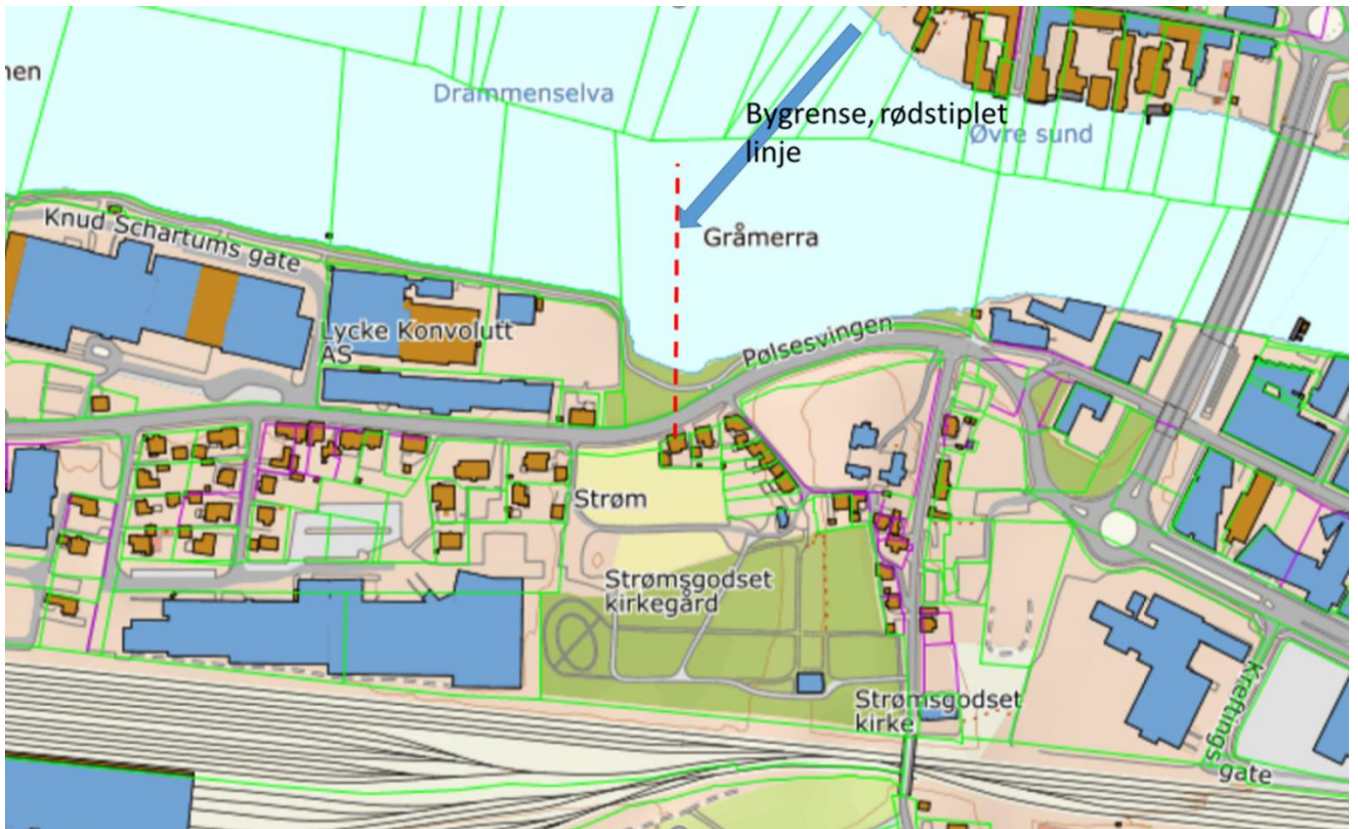 nen
Drammenselva
Bygrense, rødstiplet
linje
Øvre sund
Knud Schartums gate
Gråmerra
Lycke Konvolutt
AS
Pølsesvingen
Strøm
Strømsgodset
kirkegård
Strømsgodset
kirke
Kreftings
gate